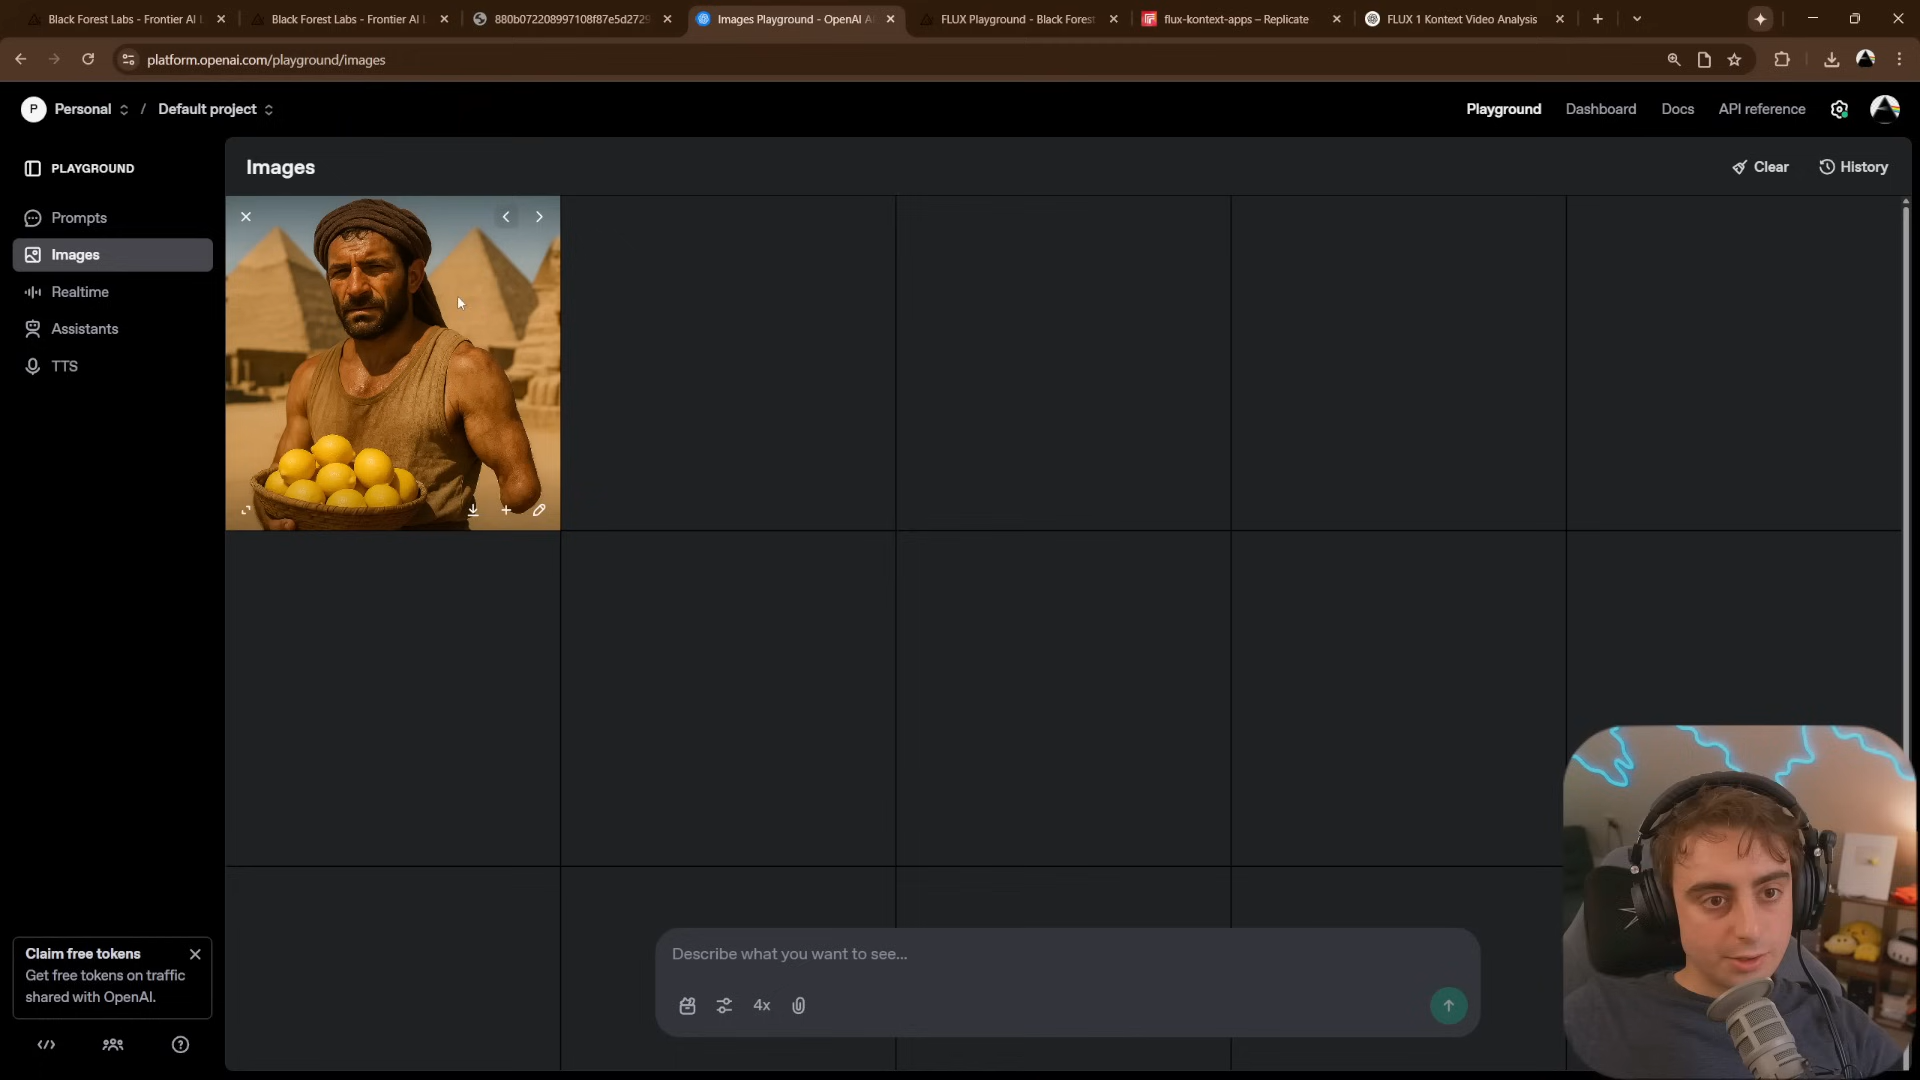 Black Forest Labs - Frontier AI L
Black Forest Labs - Frontier AI L
880b072208997108f87e5d2729
Images Playground - OpenAI A
FLUX Playground - Black Forest
flux-kontext-apps – Replicate
FLUX 1 Kontext Video Analysis
platform.openai.com/playground/images
P Personal / Default project
Playground Dashboard Docs API reference
PLAYGROUND
Prompts
Images
Realtime
Assistants
TTS
Images
Clear
History
Claim free tokens
Get free tokens on traffic
shared with OpenAI.
Describe what you want to see...
4x